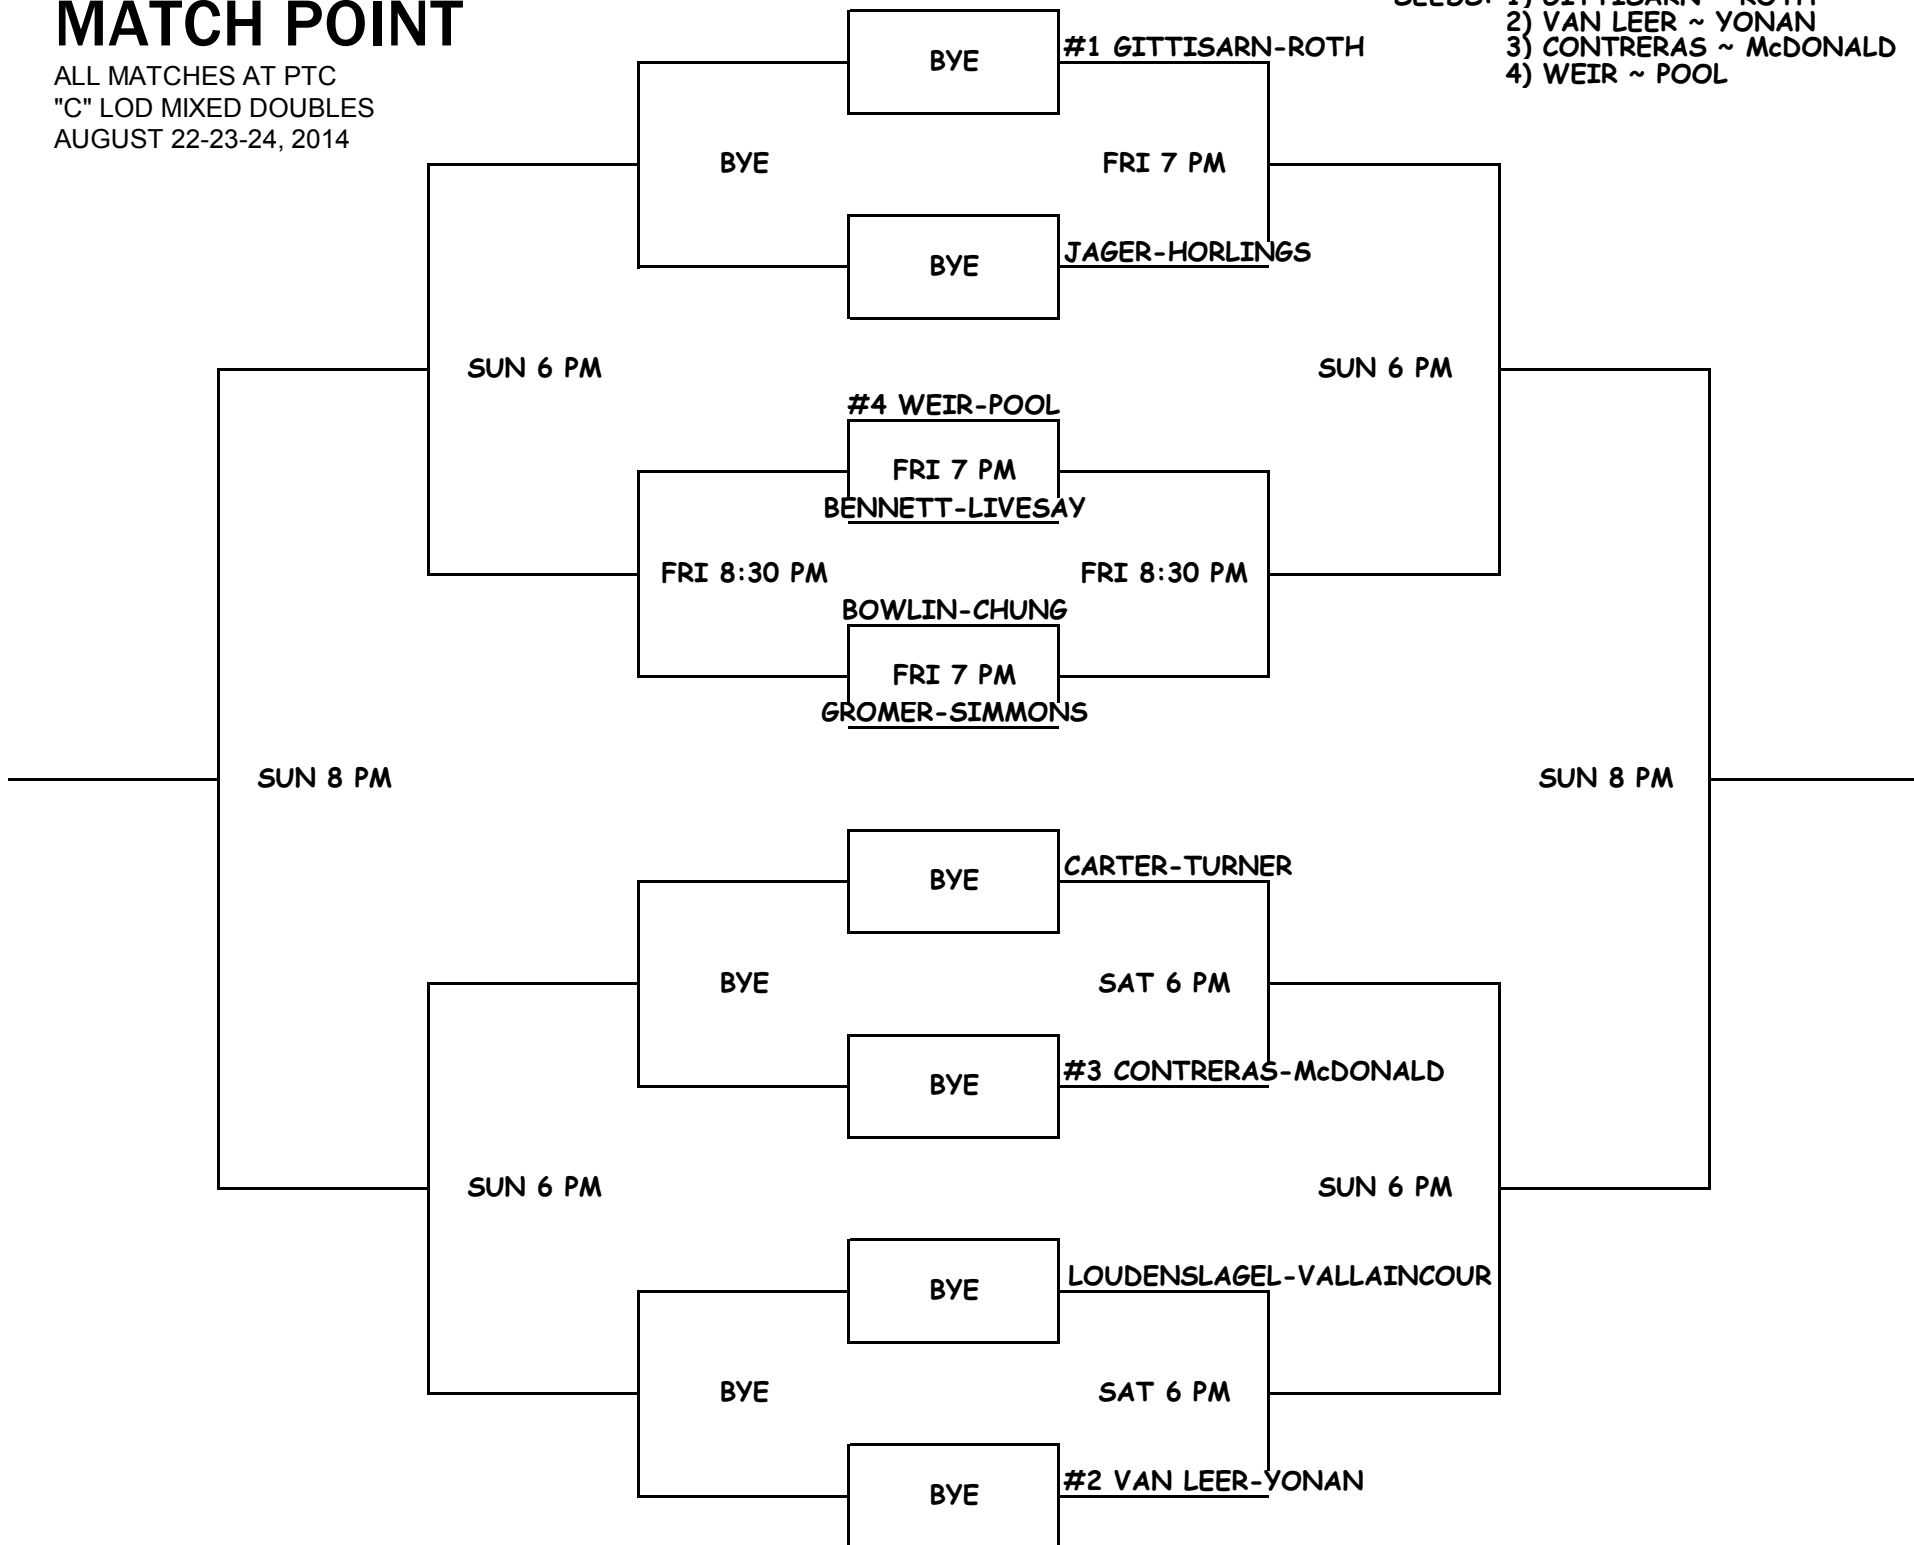 MATCH POINT
SEEDS: 1) GITTISARN ~ ROTH
2) VAN LEER ~ YONAN
3) CONTRERAS ~ McDONALD
4) WEIR ~ POOL
ALL MATCHES AT PTC
"C" LOD MIXED DOUBLES
AUGUST 22-23-24, 2014
BYE
#1 GITTISARN-ROTH
BYE
FRI 7 PM
BYE
JAGER-HORLINGS
SUN 6 PM
SUN 6 PM
#4 WEIR-POOL
FRI 7 PM
BENNETT-LIVESAY
FRI 8:30 PM
FRI 8:30 PM
BOWLIN-CHUNG
FRI 7 PM
GROMER-SIMMONS
SUN 8 PM
SUN 8 PM
BYE
CARTER-TURNER
BYE
SAT 6 PM
BYE
#3 CONTRERAS-McDONALD
SUN 6 PM
SUN 6 PM
BYE
LOUDENSLAGEL-VALLAINCOUR
BYE
SAT 6 PM
BYE
#2 VAN LEER-YONAN